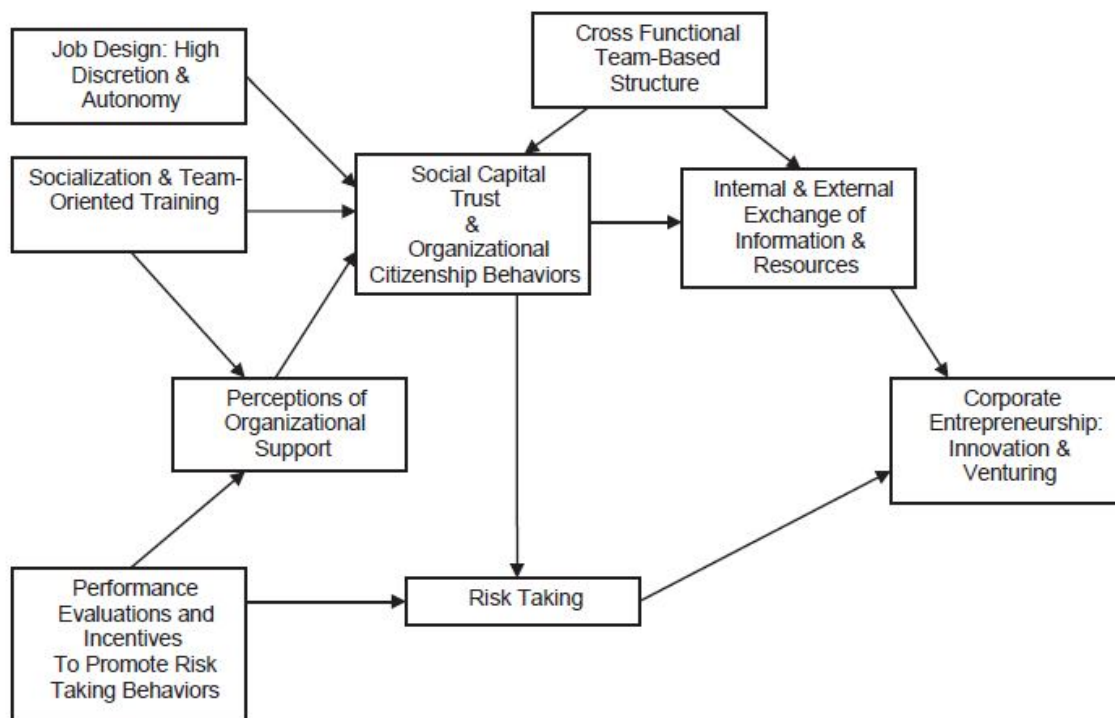 Job Design: High
Discretion &
Autonomy
Cross Functional
Team-Based
Structure
Socialization & Team-
Oriented Training
Social Capital
Trust
&
Organizational
Citizenship Behaviors
Internal & External
Exchange of
Information &
Resources
Perceptions of
Organizational
Support
Corporate
Entrepreneurship:
Innovation &
Venturing
Performance
Evaluations and
Incentives
To Promote Risk
Taking Behaviors
Risk Taking